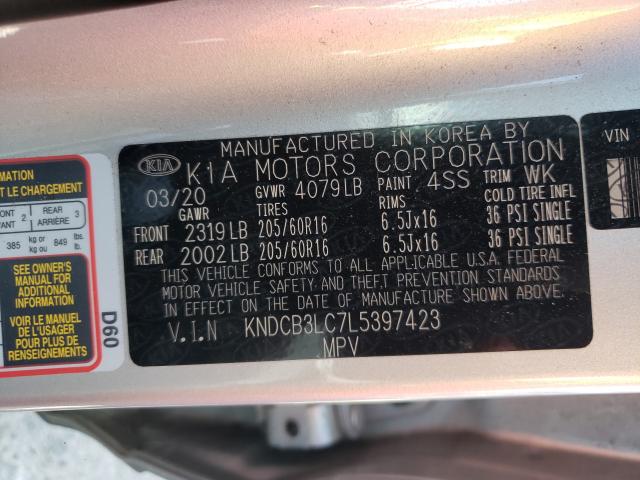 MANUFACTURED IN KOREA BY
KIA KIA MOTORS CORPORATION
03/20 GVWR 4079LB PAINT 4SS TRIM WK
GAWR TIRES RIMS COLD TIRE INFL
FRONT 2319LB 205/60R16 6.5Jx16 36 PSI SINGLE
REAR 2002LB 205/60R16 6.5Jx16 36 PSI SINGLE
THIS VEHICLE CONFORMS TO ALL APPLICABLE U.S.A. FEDERAL
MOTOR VEHICLE SAFETY AND THEFT PREVENTION STANDARDS
IN EFFECT ON THE DATE OF MANUFACTURE SHOWN ABOVE.
V.I.N KNDCB3LC7L5397423
MPV
LE CHARGEMENT
2 REAR ARRIÈRE 3
385 kg or kg ou 849 lb. lb.
SEE OWNER'S
MANUAL FOR
ADDITIONAL
INFORMATION
VOIR LE MANUEL
DE L'USAGER
POUR PLUS DE
RENSEIGNEMENTS
D60
VIN